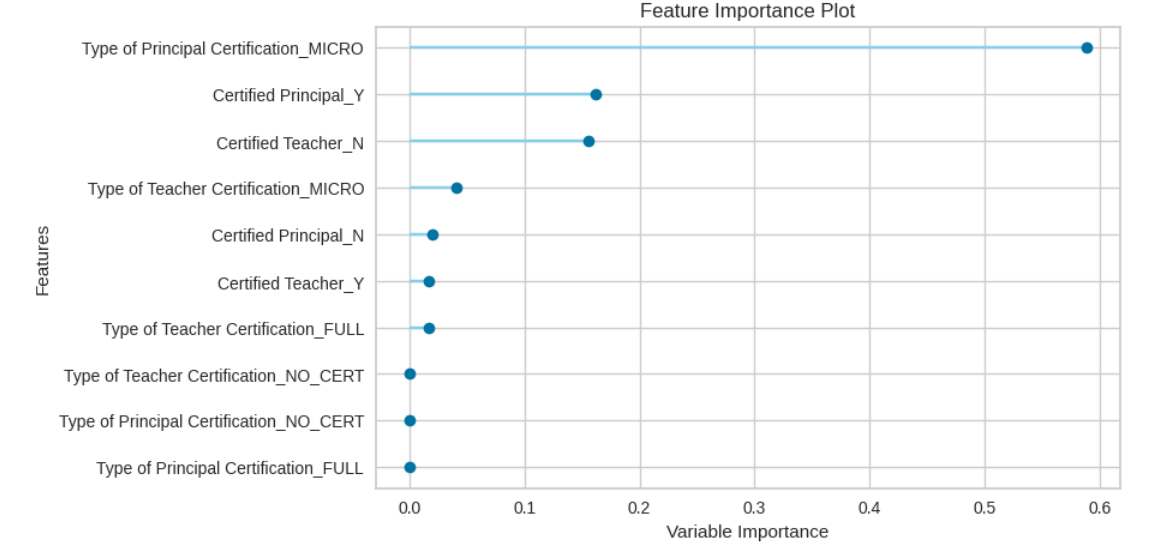 Feature Importance Plot
Features
Type of Principal Certification_MICRO
Certified Principal_Y
Certified Teacher_N
Type of Teacher Certification_MICRO
Certified Principal_N
Certified Teacher_Y
Type of Teacher Certification_FULL
Type of Teacher Certification_NO_CERT
Type of Principal Certification_NO_CERT
Type of Principal Certification_FULL
0.0 0.1 0.2 0.3 0.4 0.5 0.6
Variable Importance